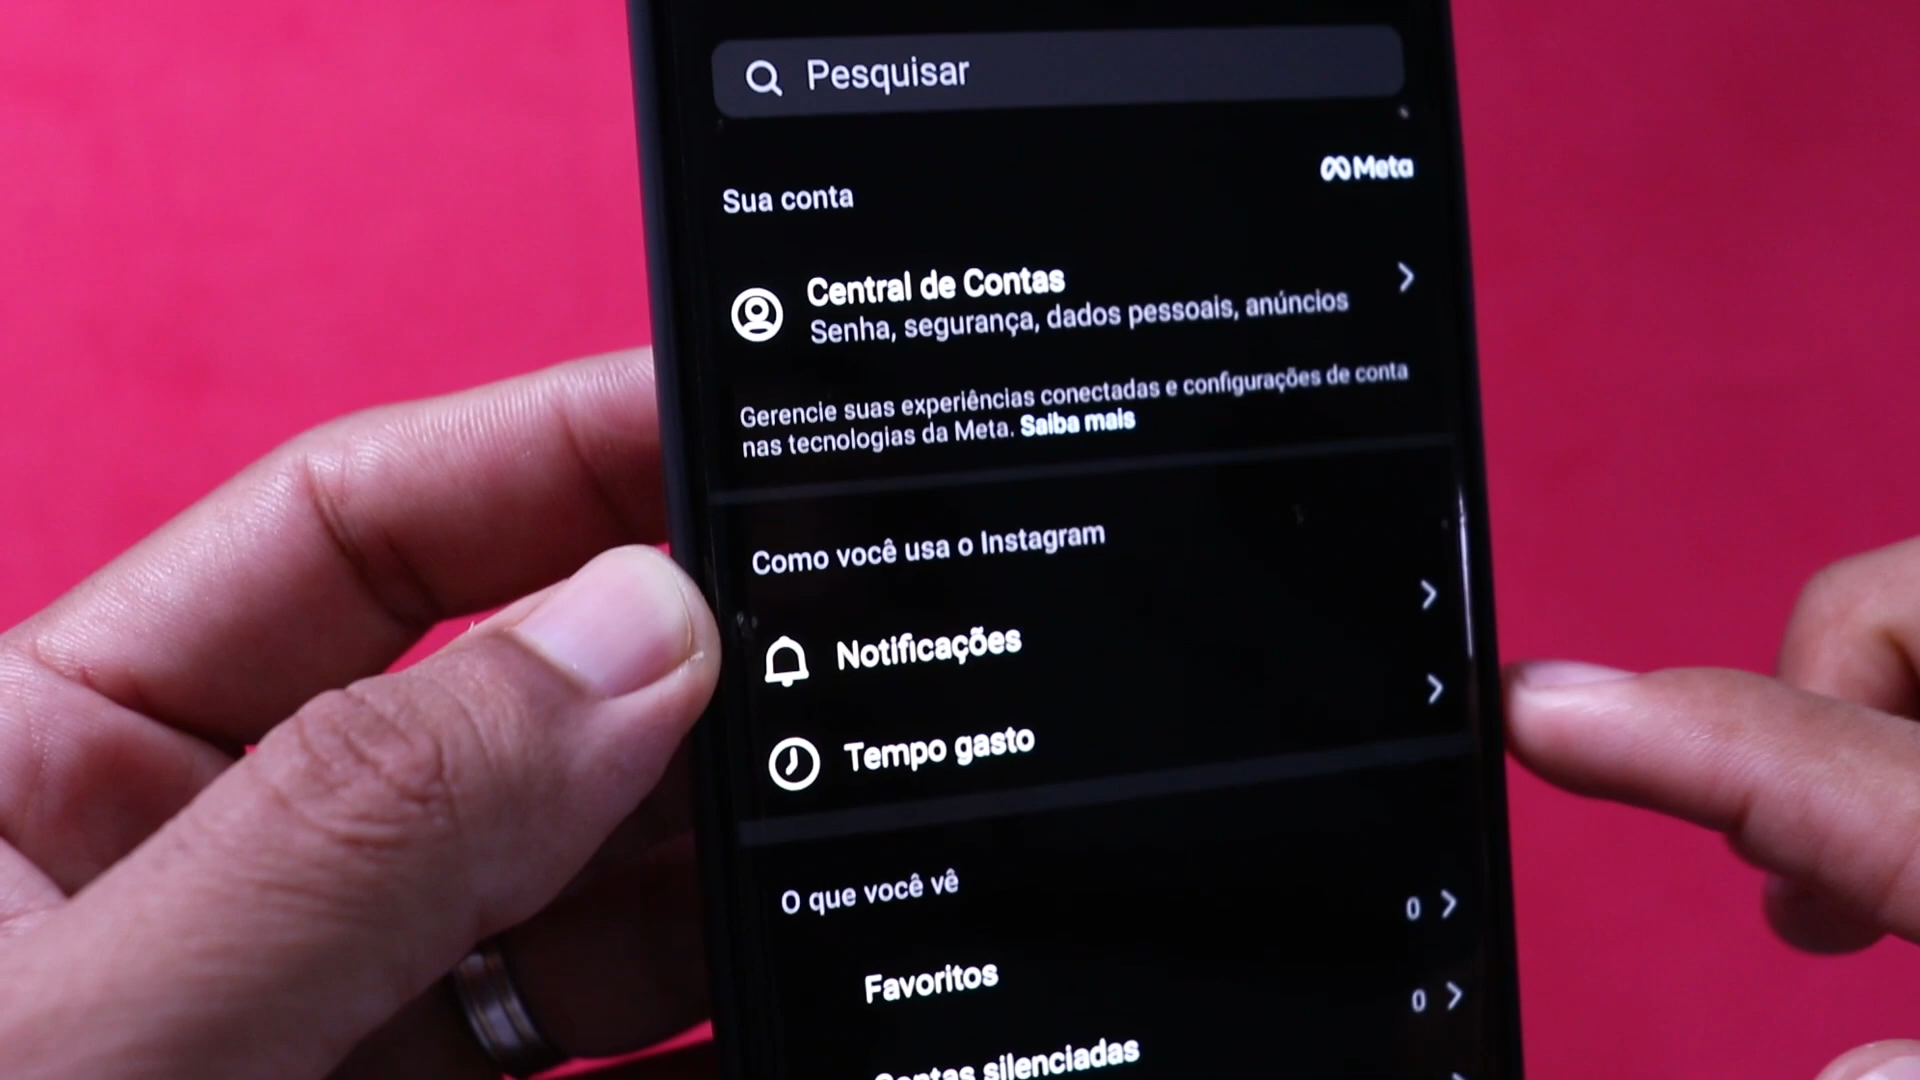 Pesquisar
Sua conta
Meta
Central de Contas
Senha, segurança, dados pessoais, anúncios
Gerencie suas experiências conectadas e configurações de conta
nas tecnologias da Meta. Saiba mais
Como você usa o Instagram
Notificações
Tempo gasto
O que você vê
Favoritos
0
Contas silenciadas
0